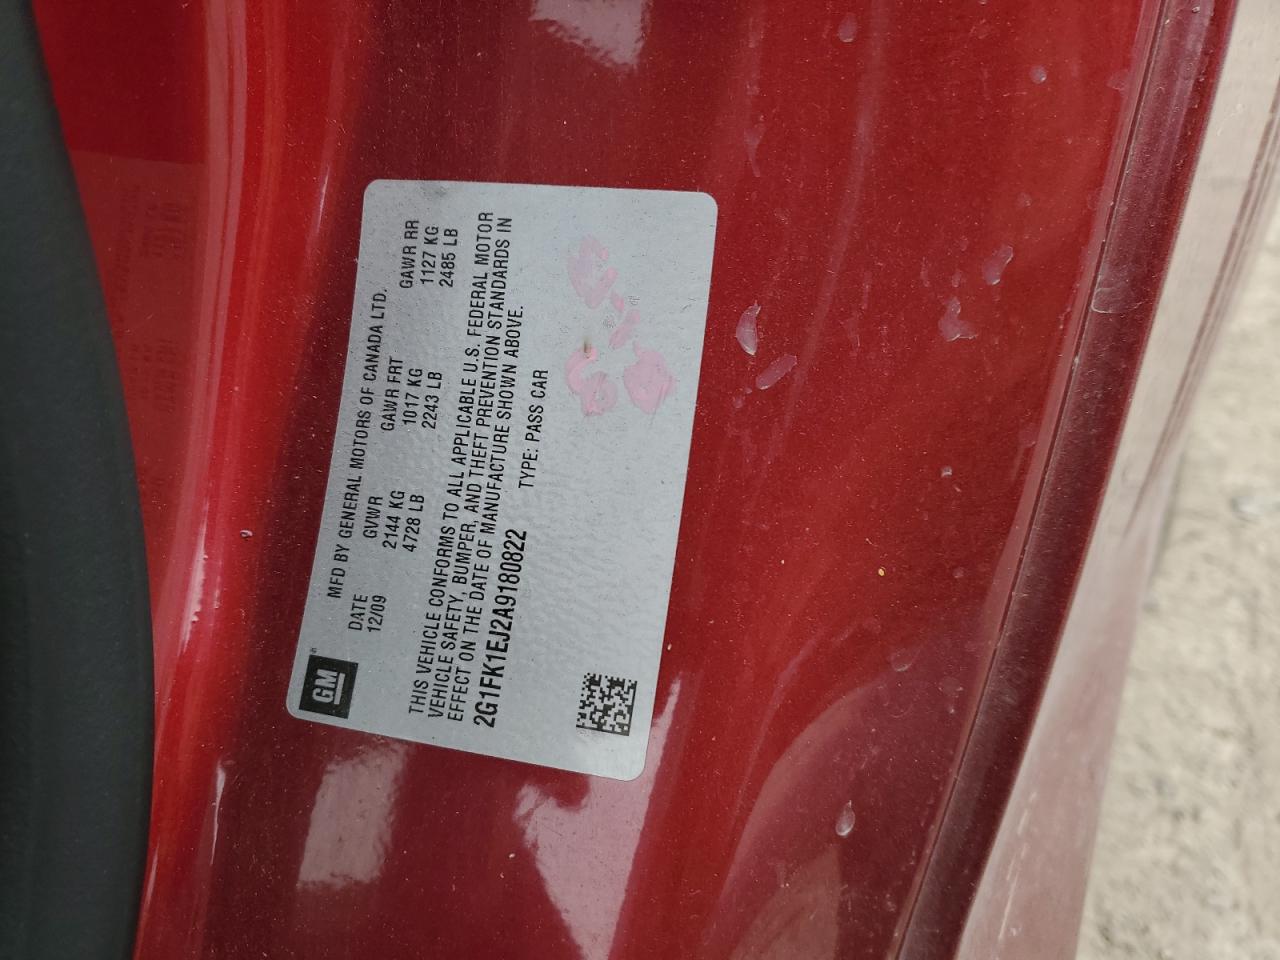 GM
MFD BY GENERAL MOTORS OF CANADA LTD.
DATE GVWR GAWR FRT GAWR RR
12/09 2144 KG 1017 KG 1127 KG
4728 LB 2243 LB 2485 LB
THIS VEHICLE CONFORMS TO ALL APPLICABLE U.S. FEDERAL MOTOR
VEHICLE SAFETY, BUMPER, AND THEFT PREVENTION STANDARDS IN
EFFECT ON THE DATE OF MANUFACTURE SHOWN ABOVE.
2G1FK1EJ2A9180822 TYPE: PASS CAR